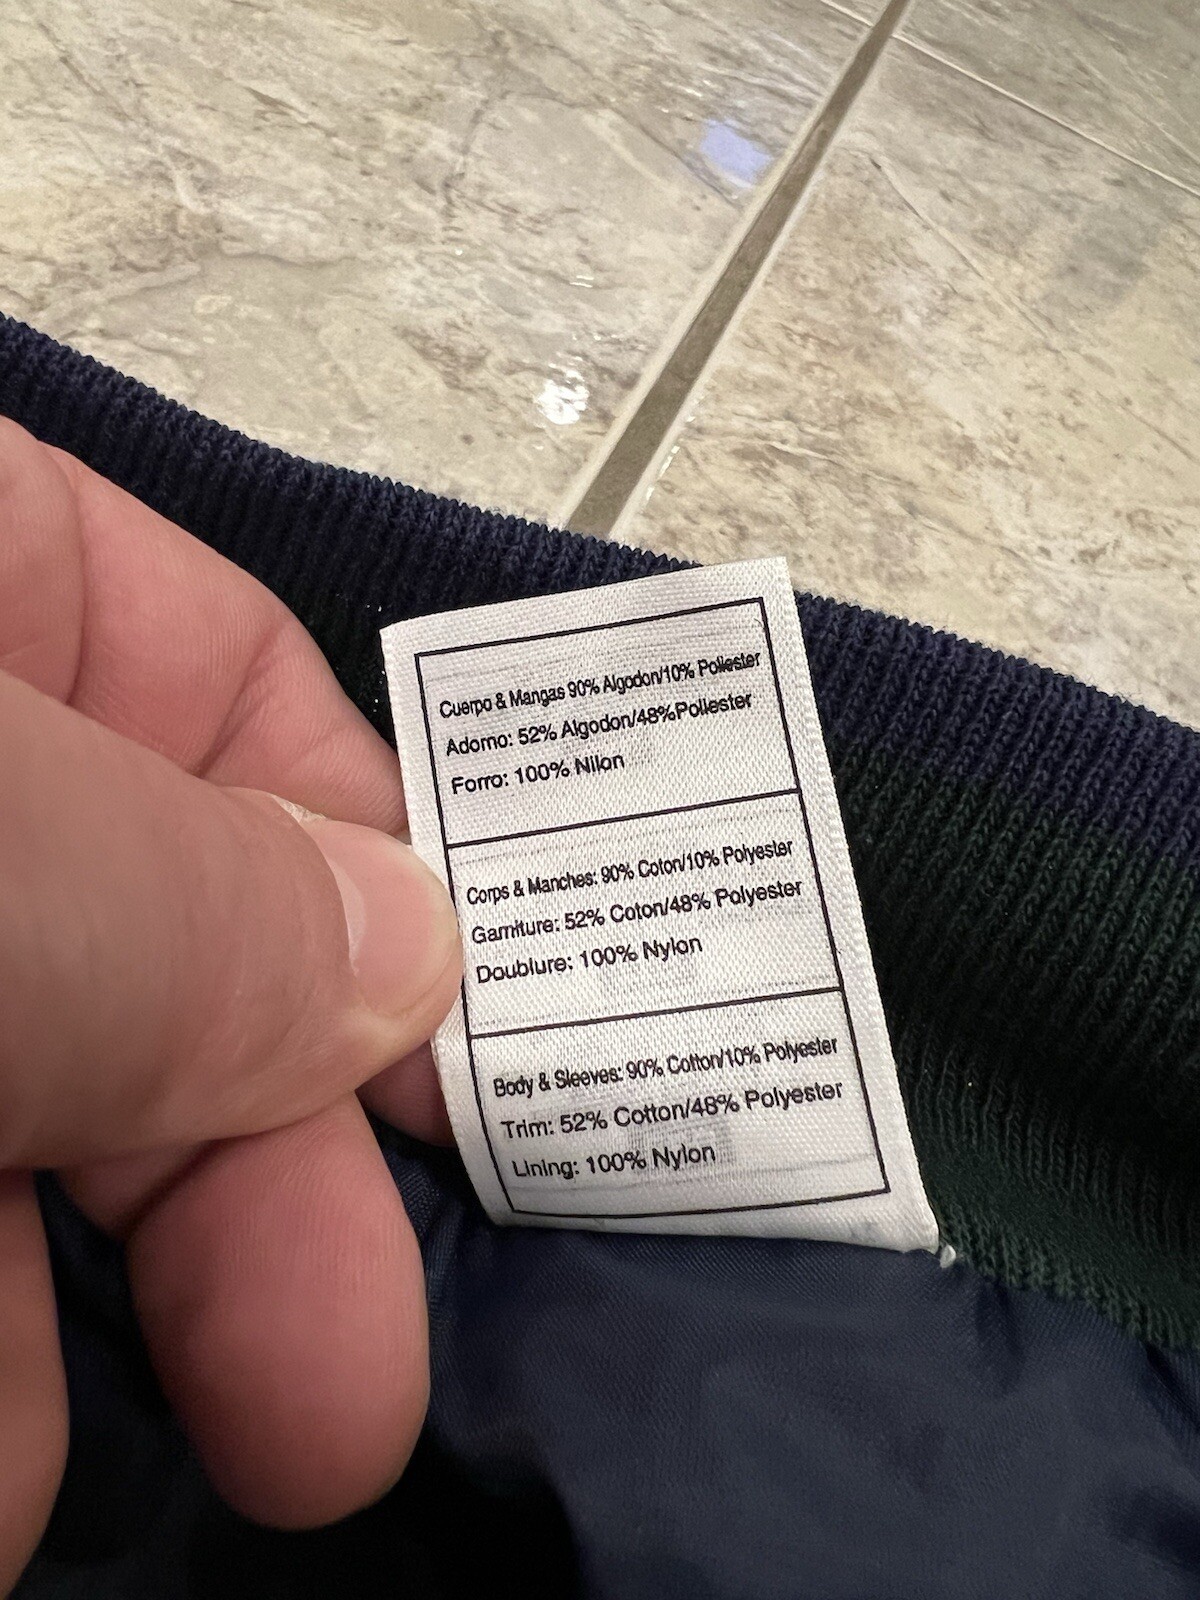 Cuerpo & Mangas 90% Algodon/10% Poliester
Adorno: 52% Algodon/48%Poliester
Forro: 100% Nilon
Corps & Manches: 90% Coton/10% Polyester
Garniture: 52% Coton/48% Polyester
Doublure: 100% Nylon
Body & Sleeves: 90% Cotton/10% Polyester
Trim: 52% Cotton/48% Polyester
Lining: 100% Nylon